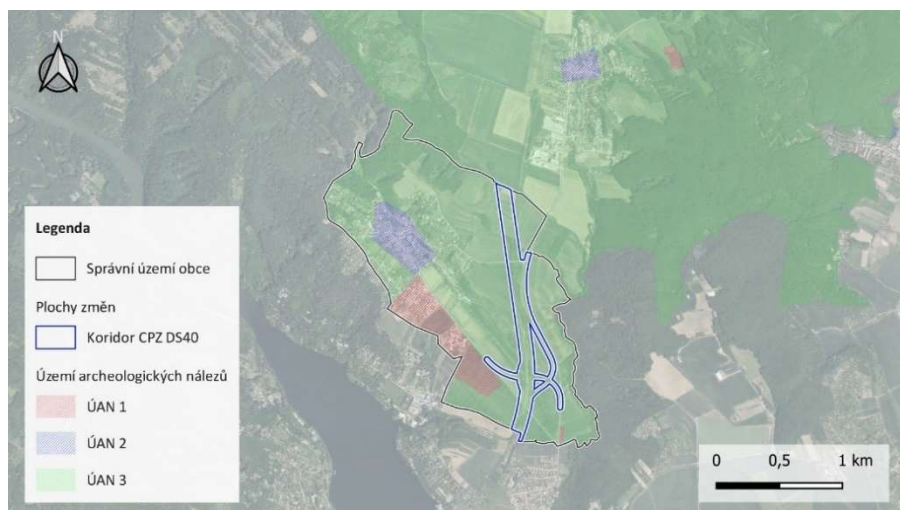 N
Legenda
Správní území obce
Plochy změn
Koridor CPZ DS40
Území archeologických nálezů
ÚAN 1
ÚAN 2
ÚAN 3
0 0,5 1 km